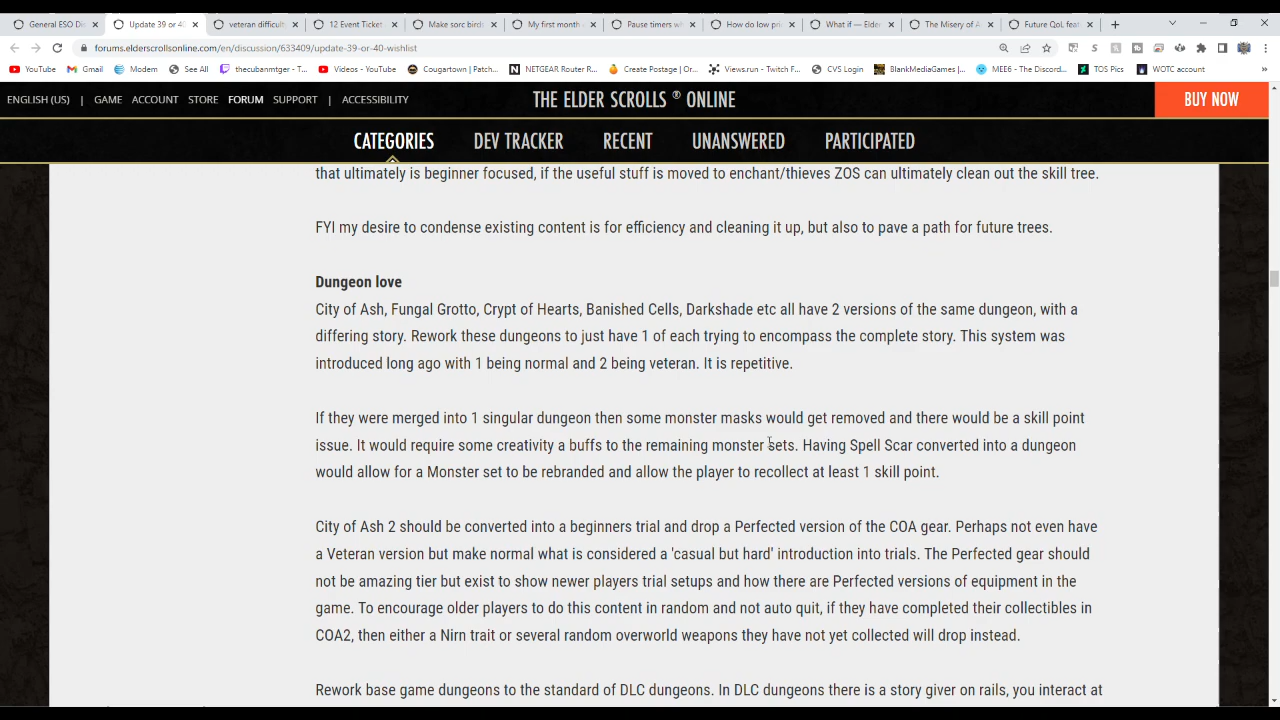 General ESO Di
Update 39 or 40
veteran difficult
12 Event Ticket
Make sorc birds
My first month
Pause timers wh
How do low pri
What if — Elde
The Misery of A
Future QoL feat
forums.elderscrollsonline.com/en/discussion/633409/update-39-or-40-wishlist
YouTube
Gmail
Modem
See All
thecubanmtger - T...
Videos - YouTube
Cougartown | Patch...
NETGEAR Router R...
Create Postage | Or...
Views.run - Twitch F...
CVS Login
BlankMediaGames |...
MEE6 - The Discord...
TOS Pics
WOTC account
»
ENGLISH (US) | GAME ACCOUNT STORE FORUM SUPPORT | ACCESSIBILITY
THE ELDER SCROLLS ® ONLINE
BUY NOW
CATEGORIES DEV TRACKER RECENT UNANSWERED PARTICIPATED
that ultimately is beginner focused, if the useful stuff is moved to enchant/thieves ZOS can ultimately clean out the skill tree.
FYI my desire to condense existing content is for efficiency and cleaning it up, but also to pave a path for future trees.
Dungeon love
City of Ash, Fungal Grotto, Crypt of Hearts, Banished Cells, Darkshade etc all have 2 versions of the same dungeon, with a
differing story. Rework these dungeons to just have 1 of each trying to encompass the complete story. This system was
introduced long ago with 1 being normal and 2 being veteran. It is repetitive.
If they were merged into 1 singular dungeon then some monster masks would get removed and there would be a skill point
issue. It would require some creativity a buffs to the remaining monster sets. Having Spell Scar converted into a dungeon
would allow for a Monster set to be rebranded and allow the player to recollect at least 1 skill point.
City of Ash 2 should be converted into a beginners trial and drop a Perfected version of the COA gear. Perhaps not even have
a Veteran version but make normal what is considered a 'casual but hard' introduction into trials. The Perfected gear should
not be amazing tier but exist to show newer players trial setups and how there are Perfected versions of equipment in the
game. To encourage older players to do this content in random and not auto quit, if they have completed their collectibles in
COA2, then either a Nirn trait or several random overworld weapons they have not yet collected will drop instead.
Rework base game dungeons to the standard of DLC dungeons. In DLC dungeons there is a story giver on rails, you interact at